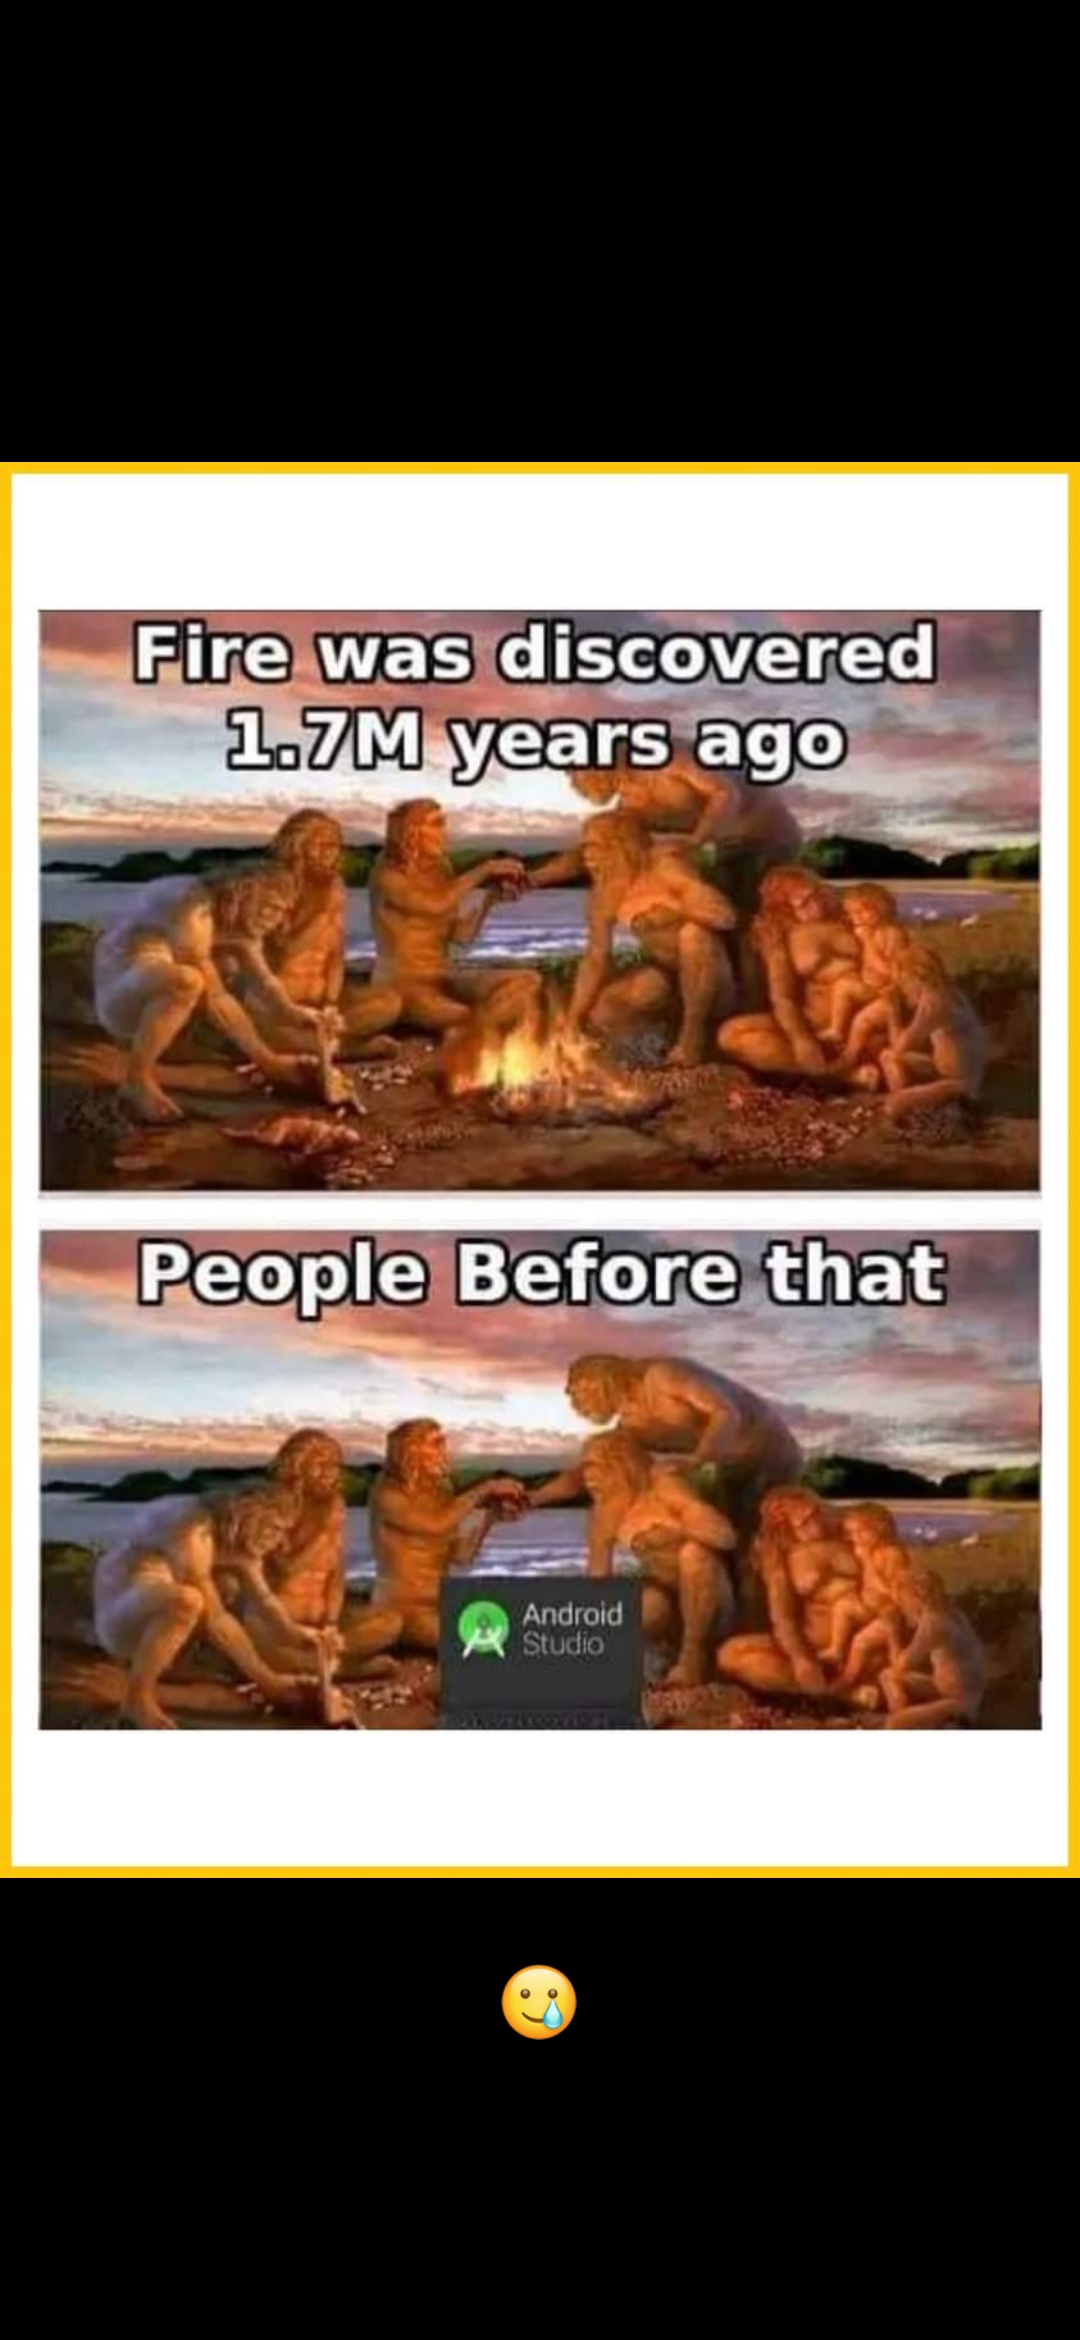 Fire was discovered
1.7M years ago
People Before that
Android
Studio